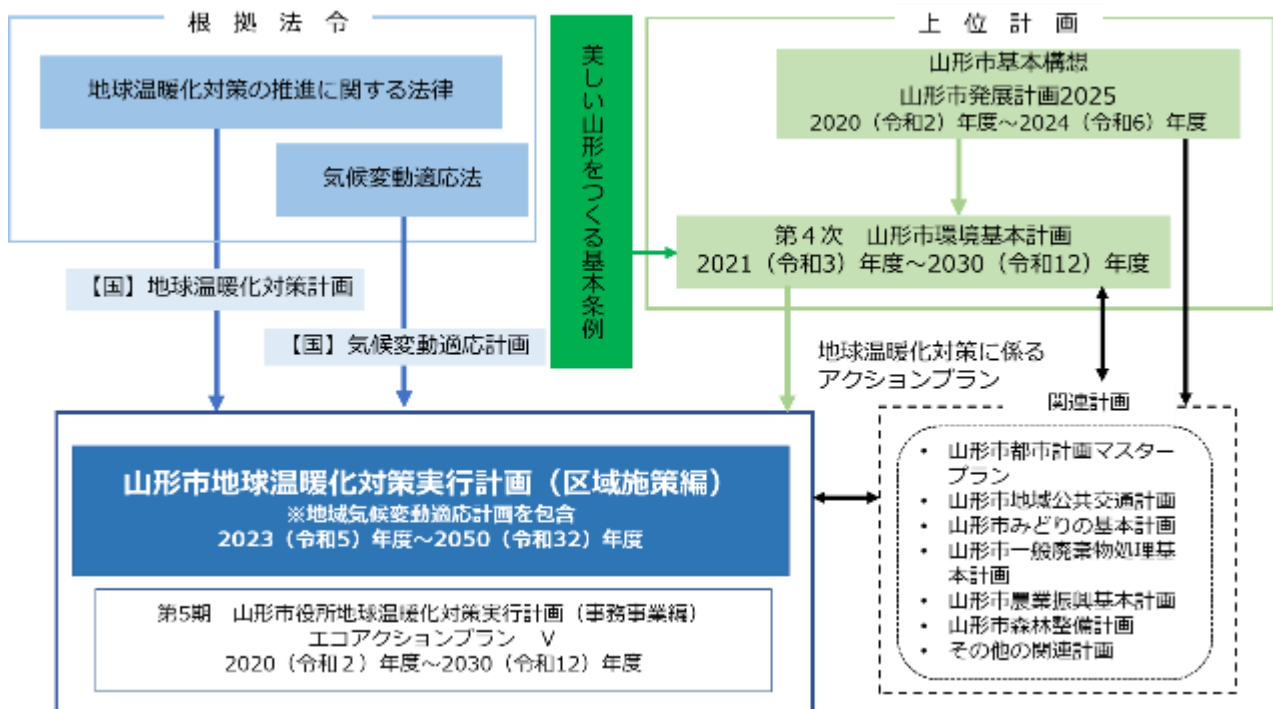 根拠法令
地球温暖化対策の推進に関する法律
気候変動適応法
【国】地球温暖化対策計画
【国】気候変動適応計画
美しい山形をつくる基本条例
上位計画
山形市基本構想
山形市発展計画2025
2020（令和2）年度～2024（令和6）年度
第４次　山形市環境基本計画
2021（令和3）年度～2030（令和12）年度
地球温暖化対策に係る
アクションプラン
関連計画
• 山形市都市計画マスター
プラン
• 山形市地域公共交通計画
• 山形市みどりの基本計画
• 山形市一般廃棄物処理基
本計画
• 山形市農業振興基本計画
• 山形市森林整備計画
• その他の関連計画
山形市地球温暖化対策実行計画（区域施策編）
※地域気候変動適応計画を包含
2023（令和5）年度～2050（令和32）年度
第5期　山形市役所地球温暖化対策実行計画（事務事業編）
エコアクションプラン　Ⅴ
2020（令和２）年度～2030（令和12）年度